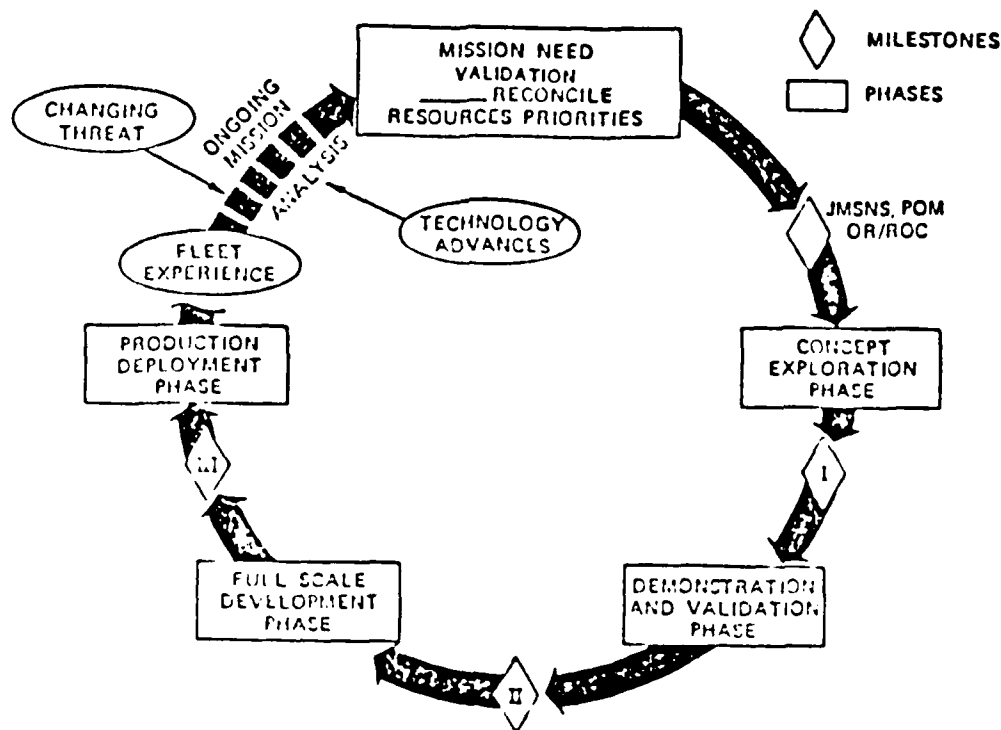 MISSION NEED
VALIDATION
RECONCILE
RESOURCES PRIORITIES
MILESTONES
PHASES
CHANGING
THREAT
ONGOING
MISSION
ANALYSIS
TECHNOLOGY
ADVANCES
FLEET
EXPERIENCE
JMSNS, POM
OR/ROC
CONCEPT
EXPLORATION
PHASE
I
DEMONSTRATION
AND VALIDATION
PHASE
II
FULL SCALE
DEVELOPMENT
PHASE
PRODUCTION
DEPLOYMENT
PHASE